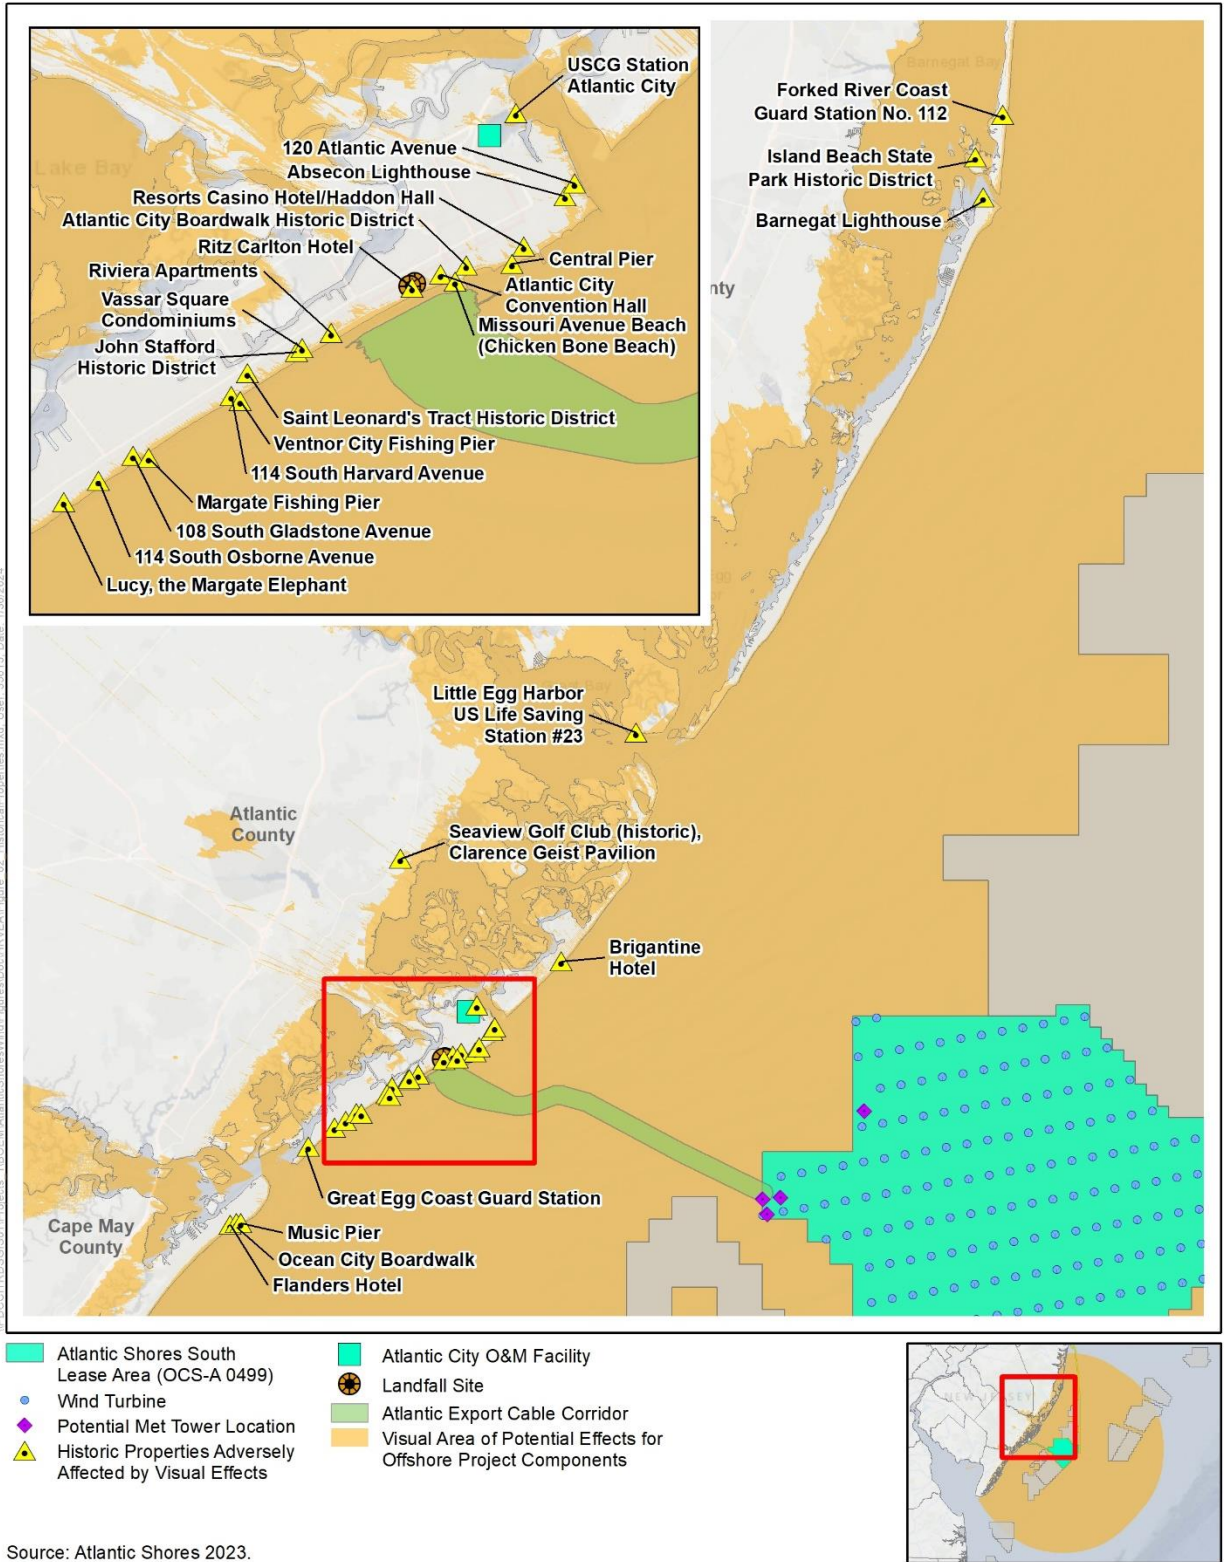 USCG Station
Atlantic City
120 Atlantic Avenue
Absecon Lighthouse
Resorts Casino Hotel/Haddon Hall
Atlantic City Boardwalk Historic District
Ritz Carlton Hotel
Riviera Apartments
Vassar Square
Condominiums
John Stafford
Historic District
Central Pier
Atlantic City
Convention Hall
Missouri Avenue Beach
(Chicken Bone Beach)
Saint Leonard's Tract Historic District
Ventnor City Fishing Pier
114 South Harvard Avenue
Margate Fishing Pier
108 South Gladstone Avenue
114 South Osborne Avenue
Lucy, the Margate Elephant
Lake Bay
Barnegat Bay
Forked River Coast
Guard Station No. 112
Island Beach State
Park Historic District
Barnegat Lighthouse
nty
Little Egg Harbor
US Life Saving
Station #23
Atlantic
County
Seaview Golf Club (historic),
Clarence Geist Pavilion
Brigantine
Hotel
Great Egg Coast Guard Station
Cape May
County
Music Pier
Ocean City Boardwalk
Flanders Hotel
Atlantic Shores South
Lease Area (OCS-A 0499)
Wind Turbine
Potential Met Tower Location
Historic Properties Adversely
Affected by Visual Effects
Atlantic City O&M Facility
Landfall Site
Atlantic Export Cable Corridor
Visual Area of Potential Effects for
Offshore Project Components
NEW JERSEY
Source: Atlantic Shores 2023.